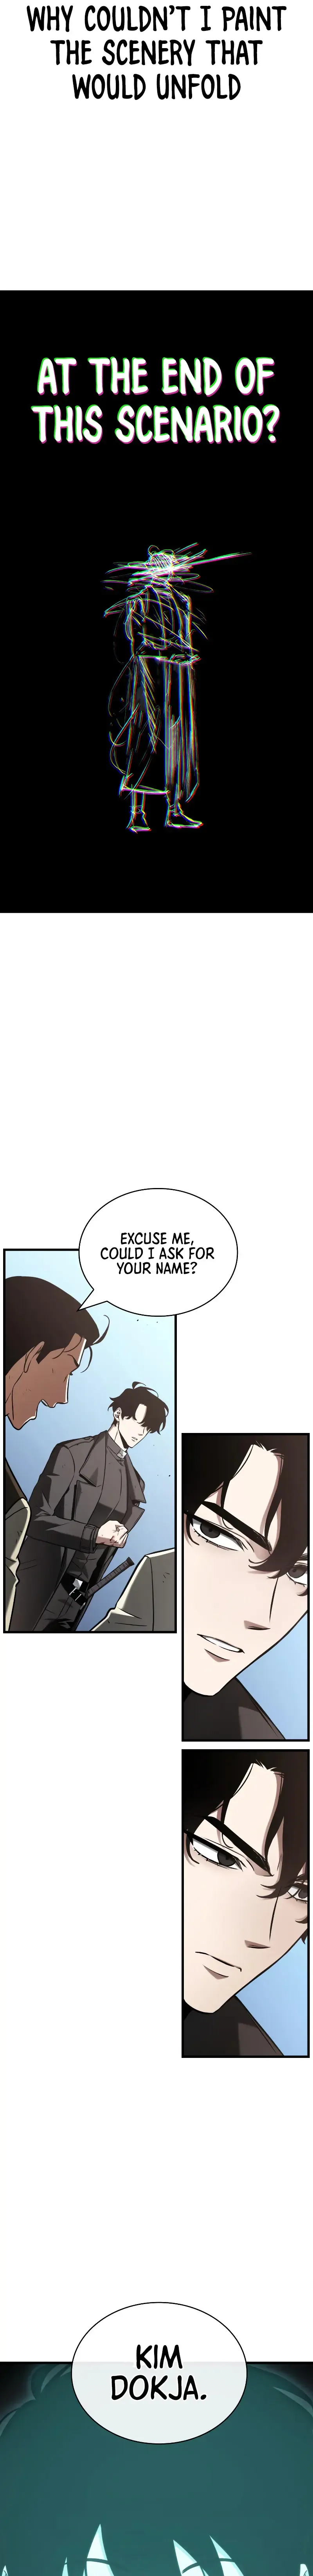 WHY COULDN'T I PAINT
THE SCENERY THAT
WOULD UNFOLD
AT THE END OF
THIS SCENARIO?
EXCUSE ME,
COULD I ASK FOR
YOUR NAME?
KIM
DOKJA.